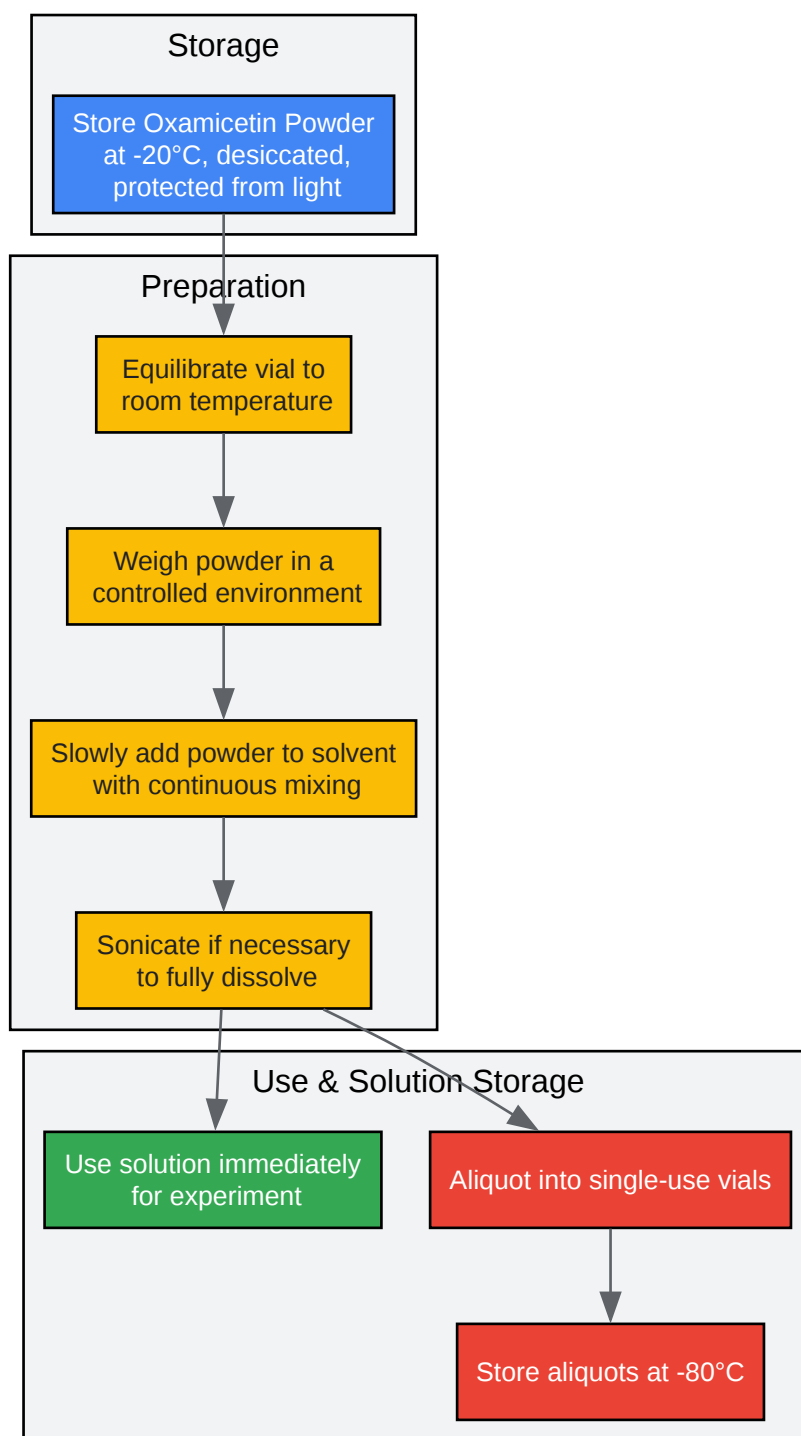 Storage
Store Oxamicetin Powder
at -20°C, desiccated,
protected from light
Preparation
Equilibrate vial to
room temperature
Weigh powder in a
controlled environment
Slowly add powder to solvent
with continuous mixing
Sonicate if necessary
to fully dissolve
Use & Solution Storage
Use solution immediately
for experiment
Aliquot into single-use vials
Store aliquots at -80°C